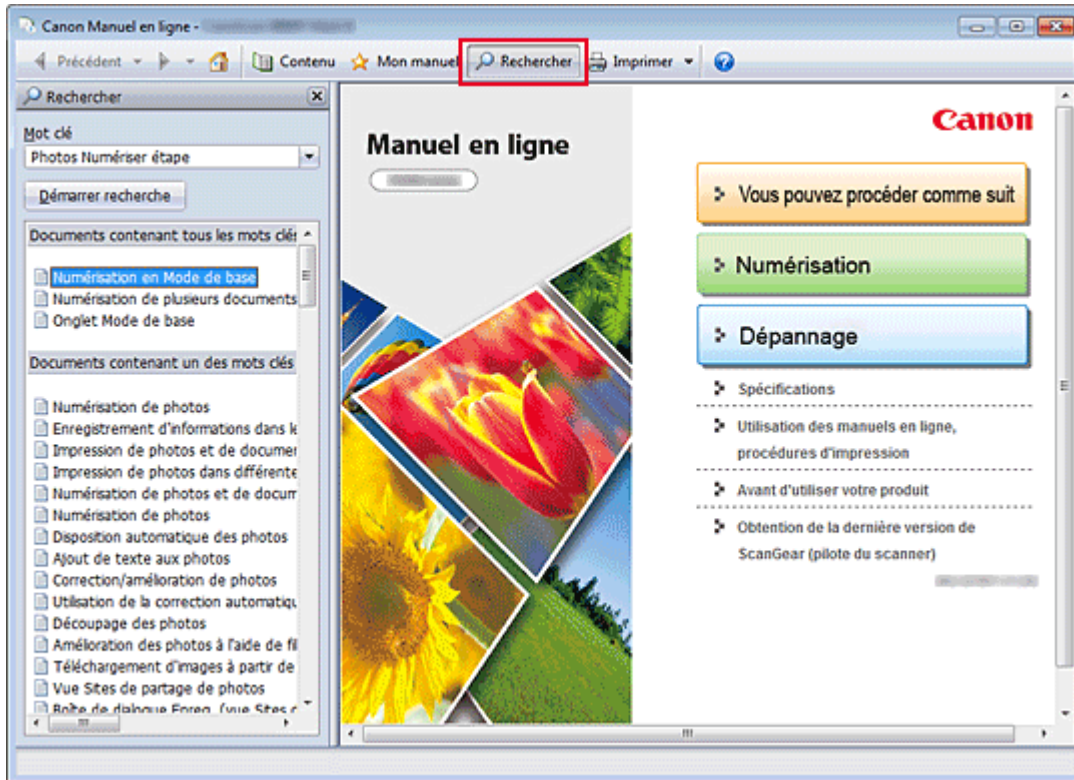 Canon Manuel en ligne -
Précédent Contenu Mon manuel Rechercher Imprimer
Rechercher
Mot clé
Photos Numériser étape
Démarrer recherche
Documents contenant tous les mots clés
Numérisation en Mode de base
Numérisation de plusieurs documents
Onglet Mode de base
Documents contenant un des mots clés
Numérisation de photos
Enregistrement d'informations dans le
Impression de photos et de documen
Impression de photos dans différente
Numérisation de photos et de docum
Numérisation de photos
Disposition automatique des photos
Ajout de texte aux photos
Correction/amélioration de photos
Utilisation de la correction automatiqu
Découpage des photos
Amélioration des photos à l'aide de fil
Téléchargement d'images à partir de
Vue Sites de partage de photos
Boîte de dialogue Enreg. (vue Sites d
Manuel en ligne
Canon
Vous pouvez procéder comme suit
Numérisation
Dépannage
Spécifications
Utilisation des manuels en ligne,
procédures d'impression
Avant d'utiliser votre produit
Obtention de la dernière version de
ScanGear (pilote du scanner)